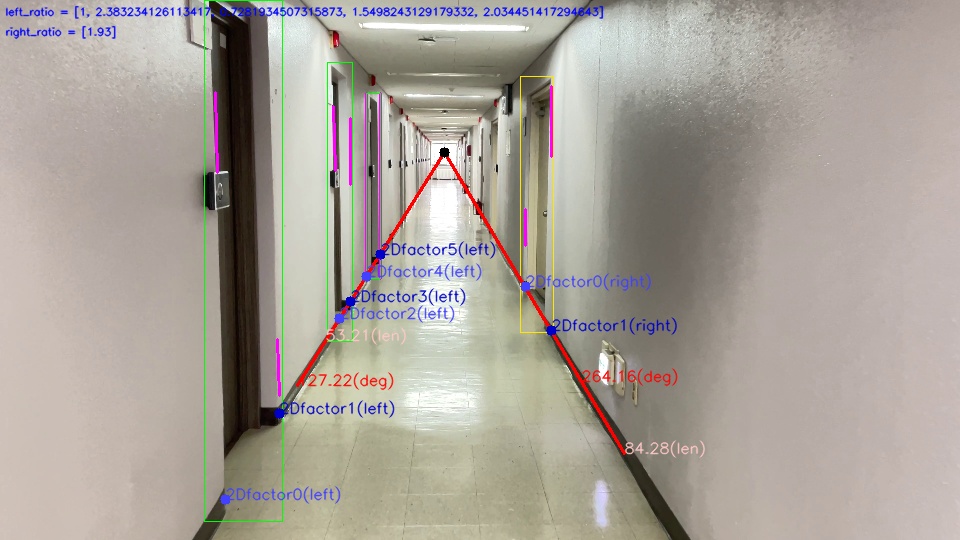 left_ratio = [1, 2.383234126113417, 0.7281934507315873, 1.5498243129179332, 2.034451417294643]
right_ratio = [1.93]
2Dfactor5(left)
2Dfactor4(left)
2Dfactor0(right)
2Dfactor3(left)
2Dfactor2(left)
2Dfactor1(right)
53.21(len)
264.16(deg)
27.22(deg)
2Dfactor1(left)
84.28(len)
2Dfactor0(left)